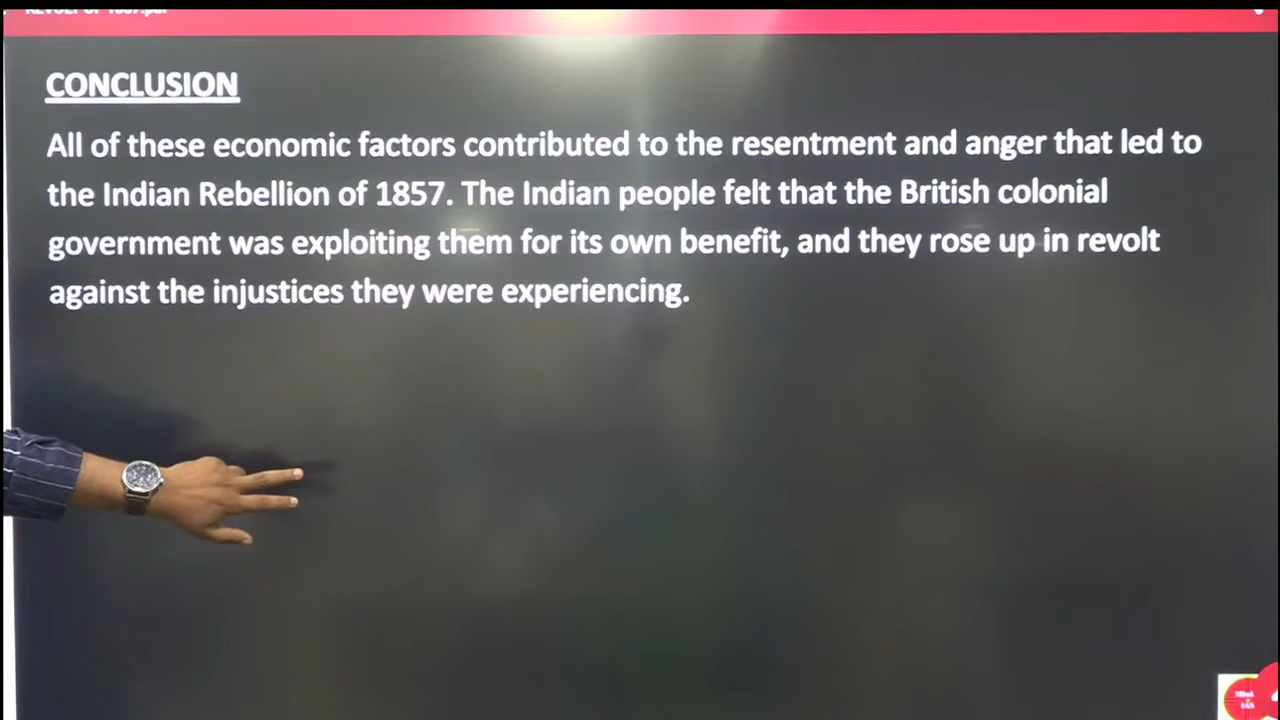 CONCLUSION
All of these economic factors contributed to the resentment and anger that led to
the Indian Rebellion of 1857. The Indian people felt that the British colonial
government was exploiting them for its own benefit, and they rose up in revolt
against the injustices they were experiencing.